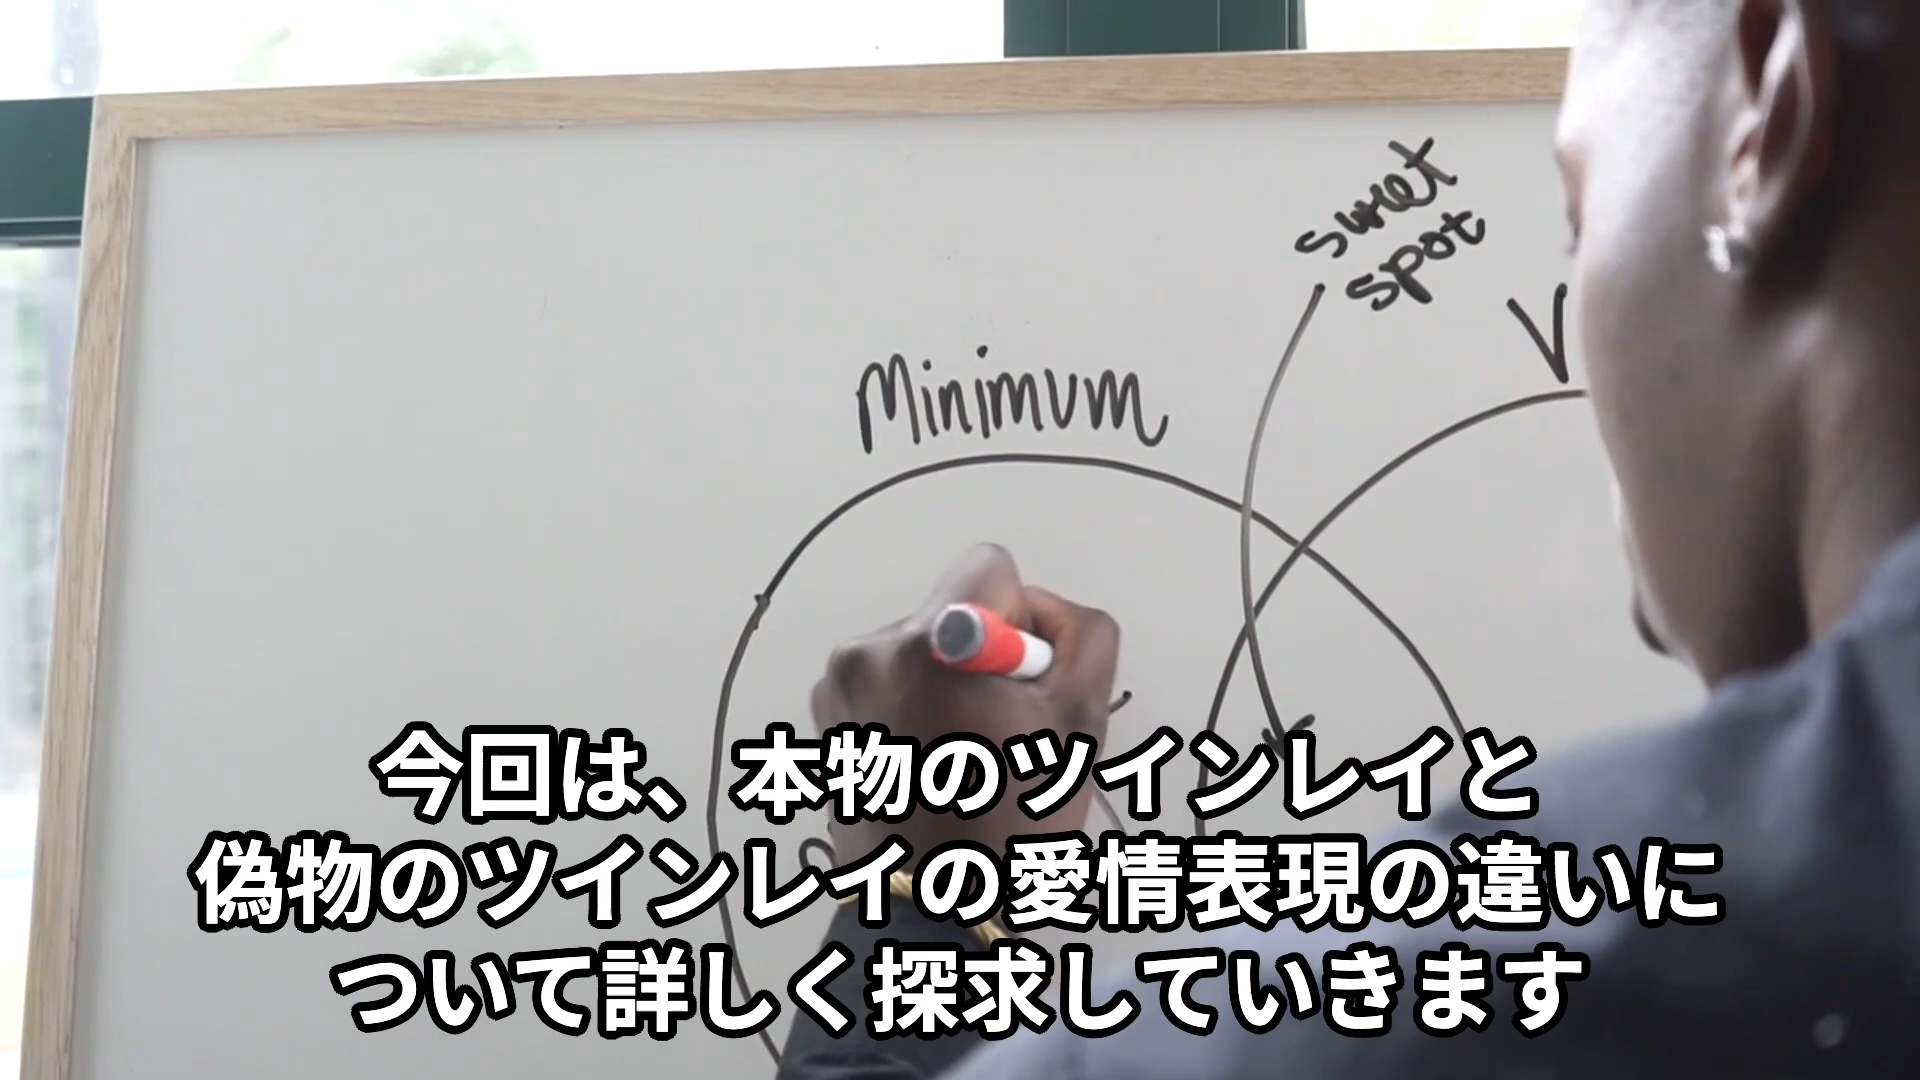 sweet
spot
V
Minimum
今回は、本物のツインレイと
偽物のツインレイの愛情表現の違いに
ついて詳しく探求していきます